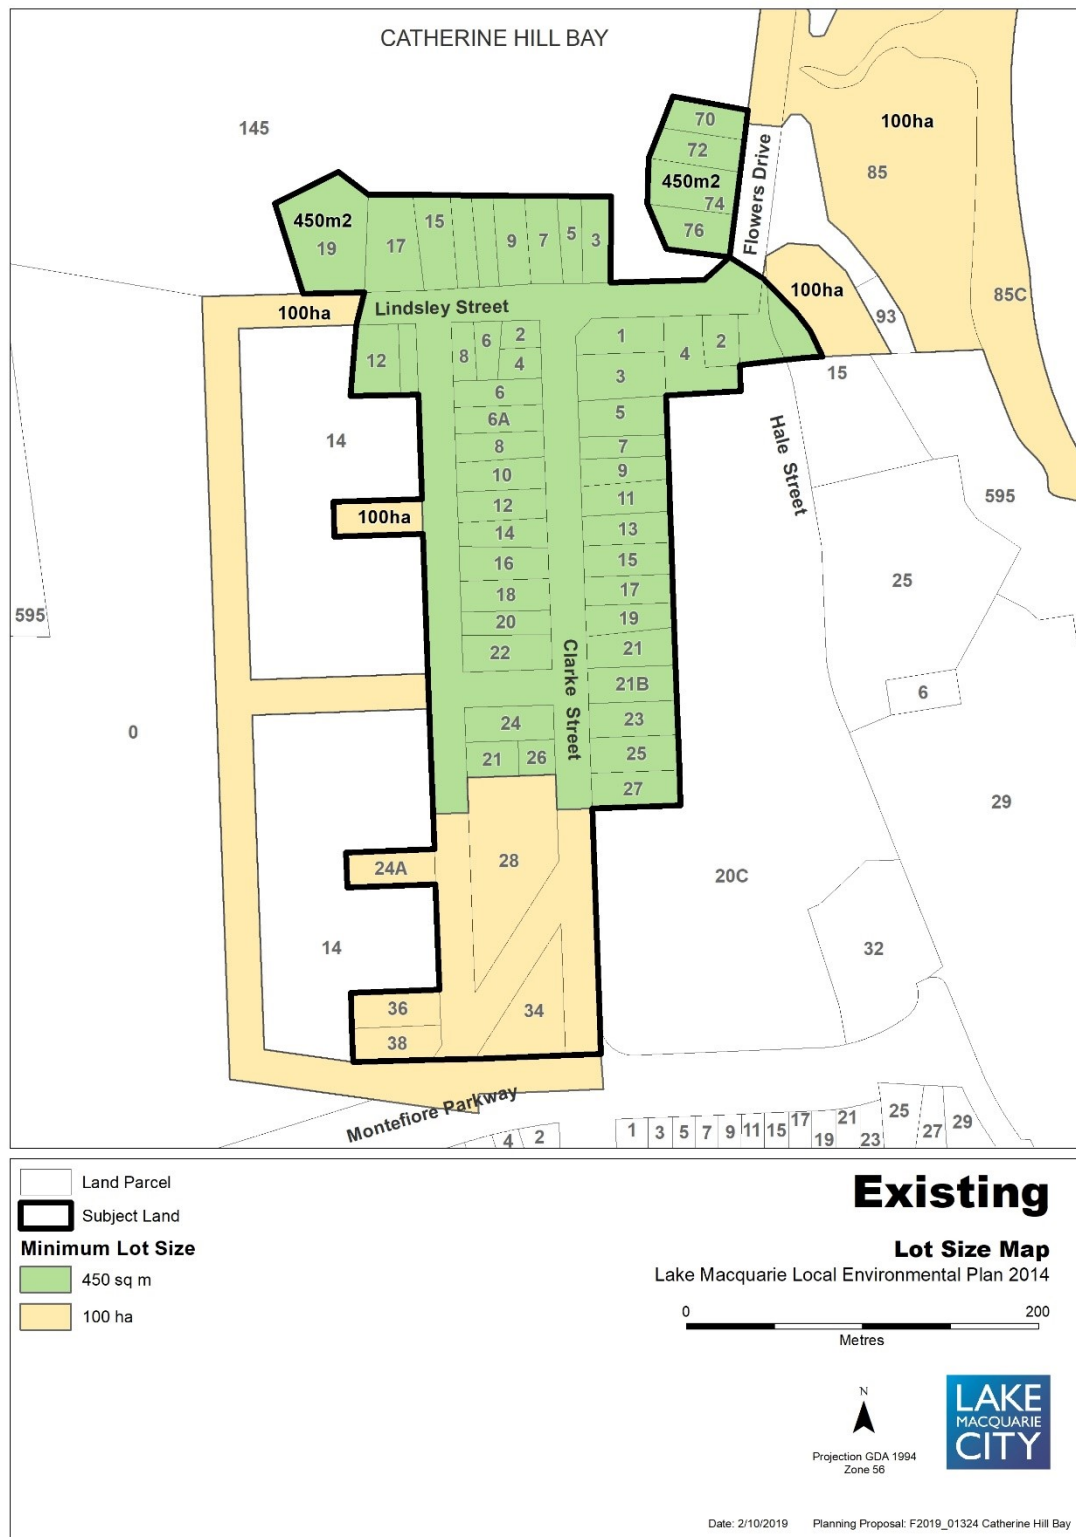 CATHERINE HILL BAY
145
70
72
450m2
74
76
Flowers Drive
100ha
85
450m2
19
17
15
9
7
5
3
100ha
85C
93
100ha
Lindsley Street
12
8
6
2
4
1
4
2
15
3
6
5
6A
14
8
7
Hale Street
10
9
595
12
11
100ha
14
13
16
15
25
18
17
595
20
19
22
21
Clarke Street
21B
6
24
23
0
21
26
25
27
29
28
24A
20C
14
32
36
34
38
Montefiore Parkway
4
2
1
3
5
7
9
11
15
17
19
21
23
25
27
29
Land Parcel
Subject Land
Minimum Lot Size
450 sq m
100 ha
Existing
Lot Size Map
Lake Macquarie Local Environmental Plan 2014
0 200
Metres
N
Projection GDA 1994
Zone 56
LAKE
MACQUARIE
CITY
Date: 2/10/2019 Planning Proposal: F2019_01324 Catherine Hill Bay